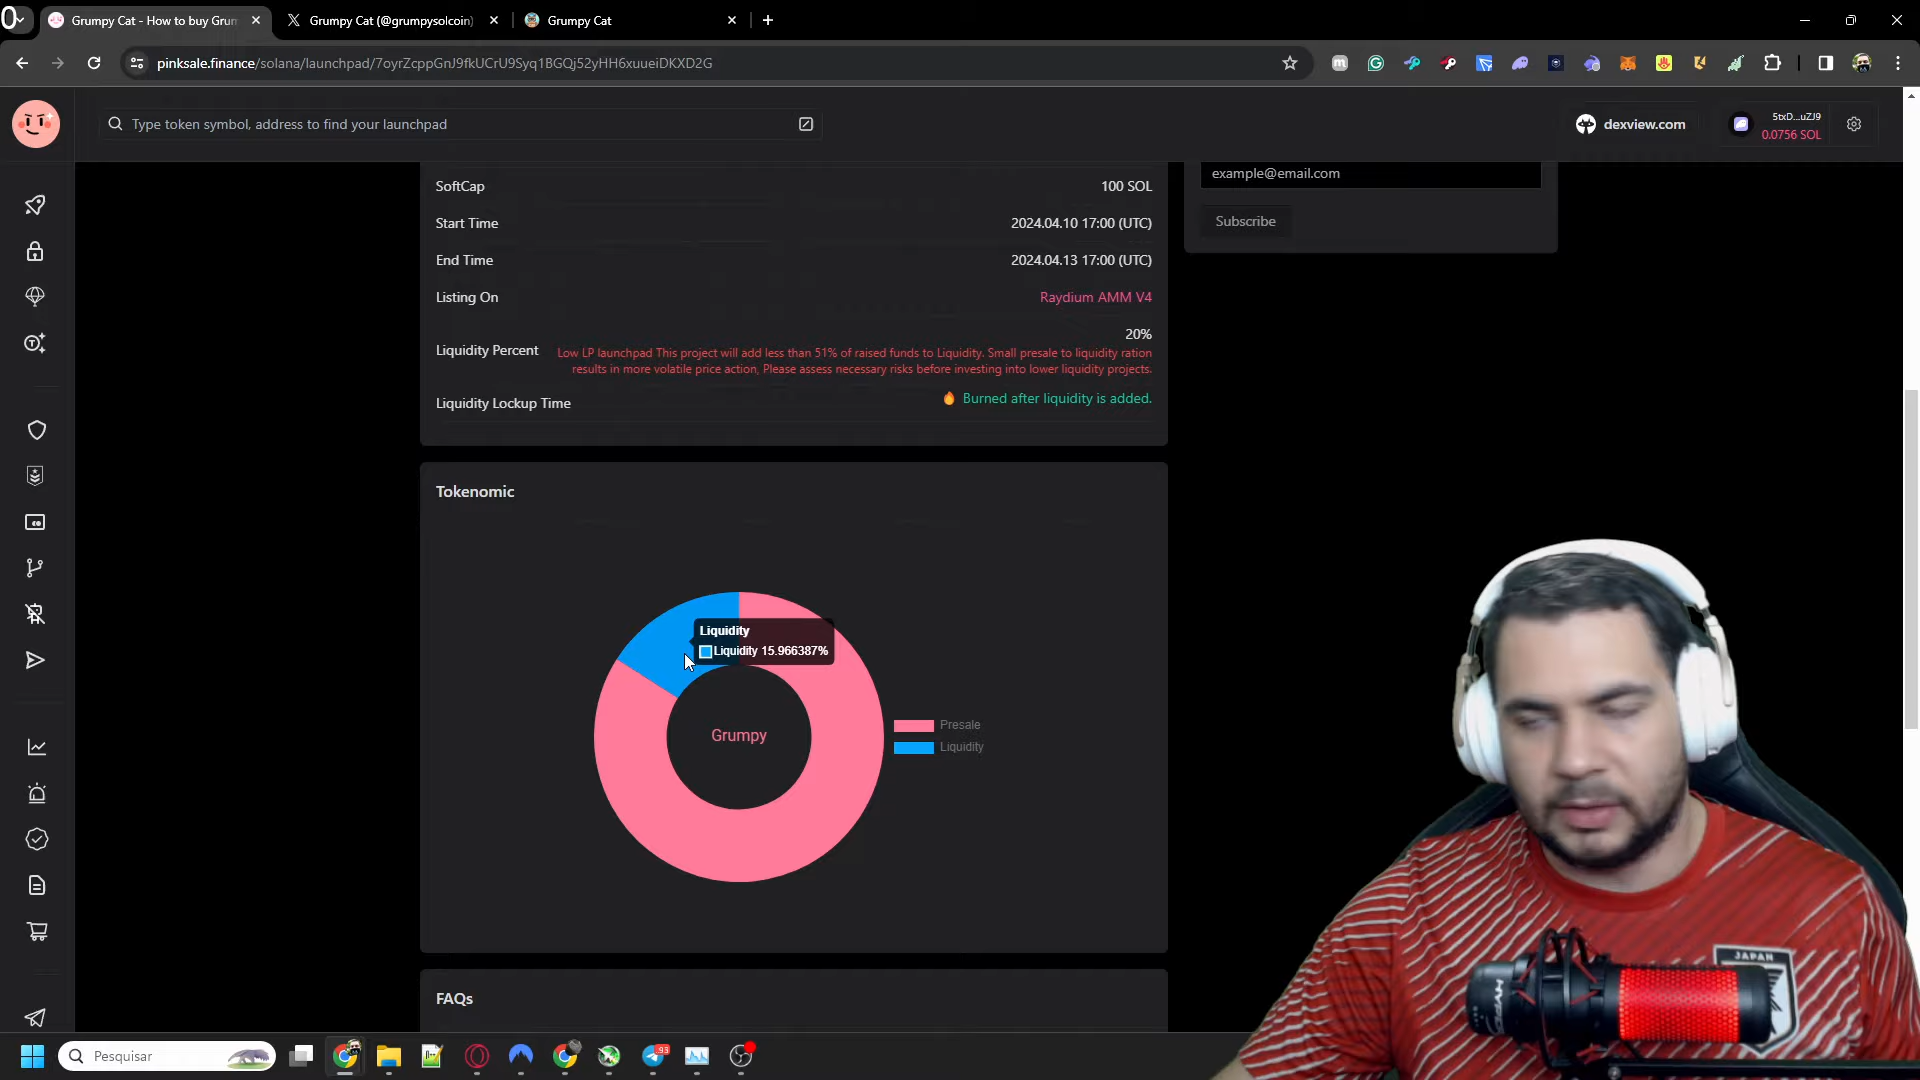 0
Grumpy Cat - How to buy Grum
Grumpy Cat (@grumpysolcoin)
Grumpy Cat
pinksale.finance/solana/launchpad/7oyrZcppGnJ9fkUCrU9Syq1BGQj52yHH6xuueiDKXD2G
Type token symbol, address to find your launchpad
dexview.com
5txD...uZJ9
0.0756 SOL
SoftCap
100 SOL
example@email.com
Start Time
2024.04.10 17:00 (UTC)
Subscribe
End Time
2024.04.13 17:00 (UTC)
Listing On
Raydium AMM V4
20%
Liquidity Percent
Low LP launchpad This project will add less than 51% of raised funds to Liquidity. Small presale to liquidity ration
results in more volatile price action, Please assess necessary risks before investing into lower liquidity projects.
Liquidity Lockup Time
Burned after liquidity is added.
Tokenomic
Liquidity
Liquidity 15.966387%
Grumpy
Presale
Liquidity
FAQs
JAPAN
HYPERX
Pesquisar
93